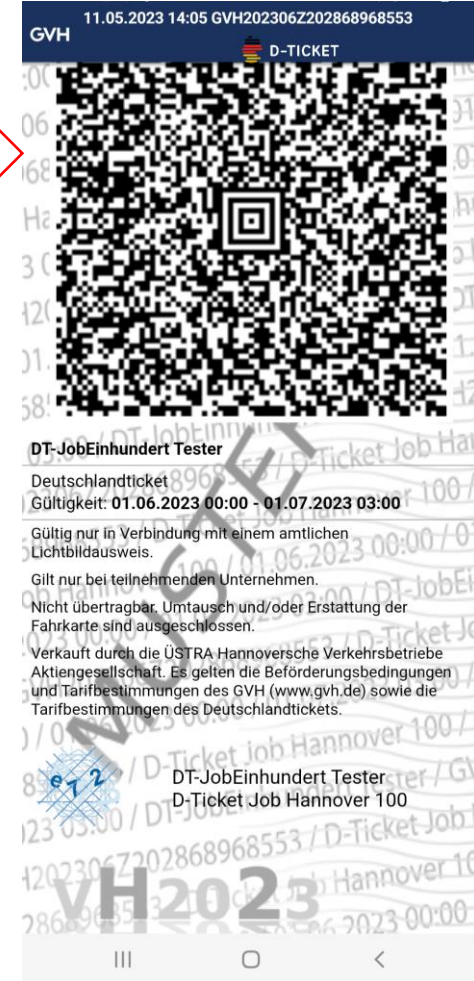 11.05.2023 14:05 GVH202306Z202868968553
GVH
D-TICKET
DT-JobEinhundert Tester
Deutschlandticket
Gültigkeit: 01.06.2023 00:00 - 01.07.2023 03:00
Gültig nur in Verbindung mit einem amtlichen
Lichtbildausweis.
Gilt nur bei teilnehmenden Unternehmen.
Nicht übertragbar. Umtausch und/oder Erstattung der
Fahrkarte sind ausgeschlossen.
Verkauft durch die ÜSTRA Hannoversche Verkehrsbetriebe
Aktiengesellschaft. Es gelten die Beförderungsbedingungen
und Tarifbestimmungen des GVH (www.gvh.de) sowie die
Tarifbestimmungen des Deutschlandtickets.
MUSTER
e72
DT-JobEinhundert Tester
D-Ticket Job Hannover 100
VH2023